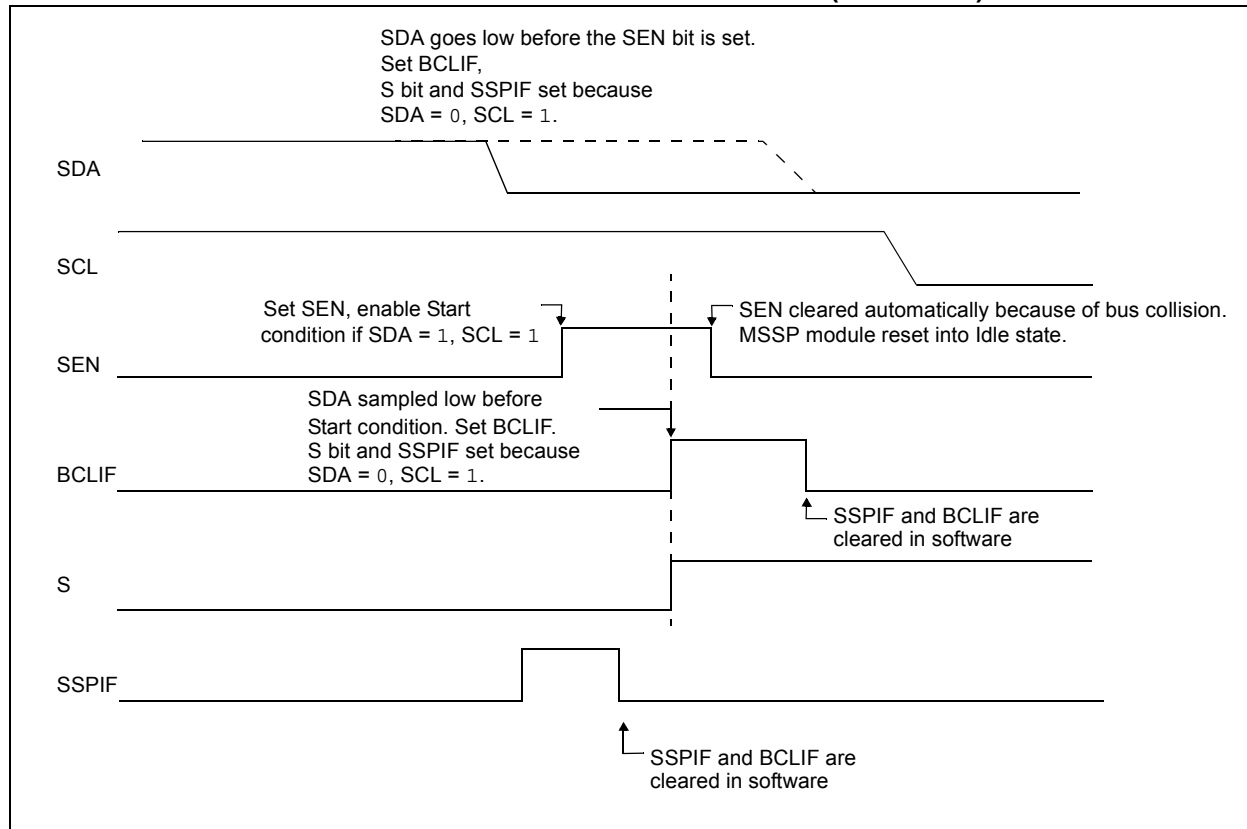 SDA goes low before the SEN bit is set.
Set BCLIF,
S bit and SSPIF set because
SDA = 0, SCL = 1.
SDA
SCL
Set SEN, enable Start
condition if SDA = 1, SCL = 1
SEN cleared automatically because of bus collision.
MSSP module reset into Idle state.
SEN
SDA sampled low before
Start condition. Set BCLIF.
S bit and SSPIF set because
SDA = 0, SCL = 1.
BCLIF
SSPIF and BCLIF are
cleared in software
S
SSPIF
SSPIF and BCLIF are
cleared in software